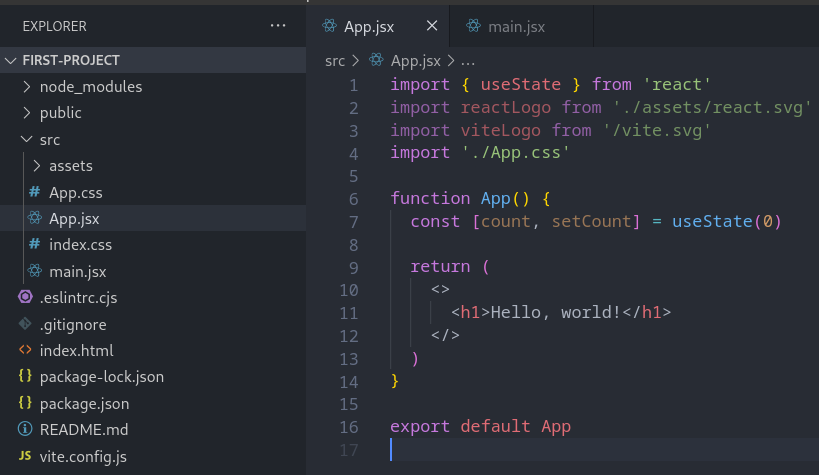 EXPLORER ...
FIRST-PROJECT
node_modules
public
src
assets
# App.css
App.jsx
# index.css
main.jsx
.eslintrc.cjs
.gitignore
<> index.html
{} package-lock.json
{} package.json
README.md
JS vite.config.js
App.jsx × main.jsx
src > App.jsx > ...
1 import { useState } from 'react'
2 import reactLogo from './assets/react.svg'
3 import viteLogo from '/vite.svg'
4 import './App.css'
5
6 function App() {
7   const [count, setCount] = useState(0)
8
9   return (
10     <>
11       <h1>Hello, world!</h1>
12     </>
13   )
14 }
15
16 export default App
17